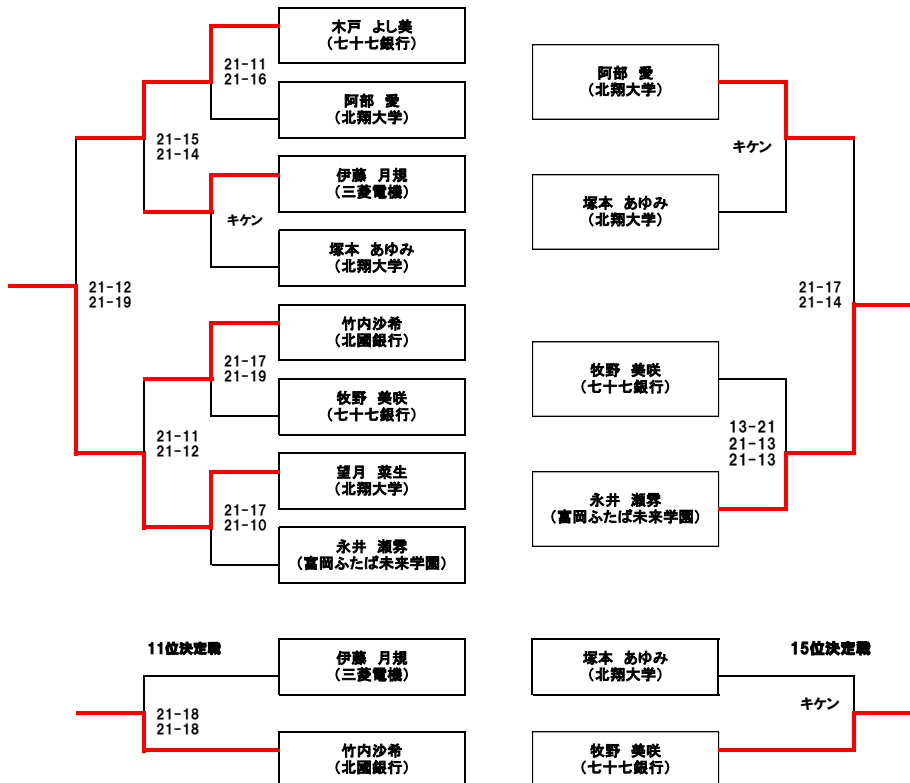 木戸 よし美
(七十七銀行)
21-11
21-16
阿部 愛
(北翔大学)
21-15
21-14
伊藤 月規
(三菱電機)
キケン
塚本 あゆみ
(北翔大学)
21-12
21-19
竹内沙希
(北國銀行)
21-17
21-19
牧野 美咲
(七十七銀行)
21-11
21-12
望月 菜生
(北翔大学)
21-17
21-10
永井 瀬雰
(富岡ふたば未来学園)
阿部 愛
(北翔大学)
キケン
塚本 あゆみ
(北翔大学)
21-17
21-14
牧野 美咲
(七十七銀行)
13-21
21-13
21-13
永井 瀬雰
(富岡ふたば未来学園)
11位決定戦
伊藤 月規
(三菱電機)
21-18
21-18
竹内沙希
(北國銀行)
15位決定戦
塚本 あゆみ
(北翔大学)
キケン
牧野 美咲
(七十七銀行)